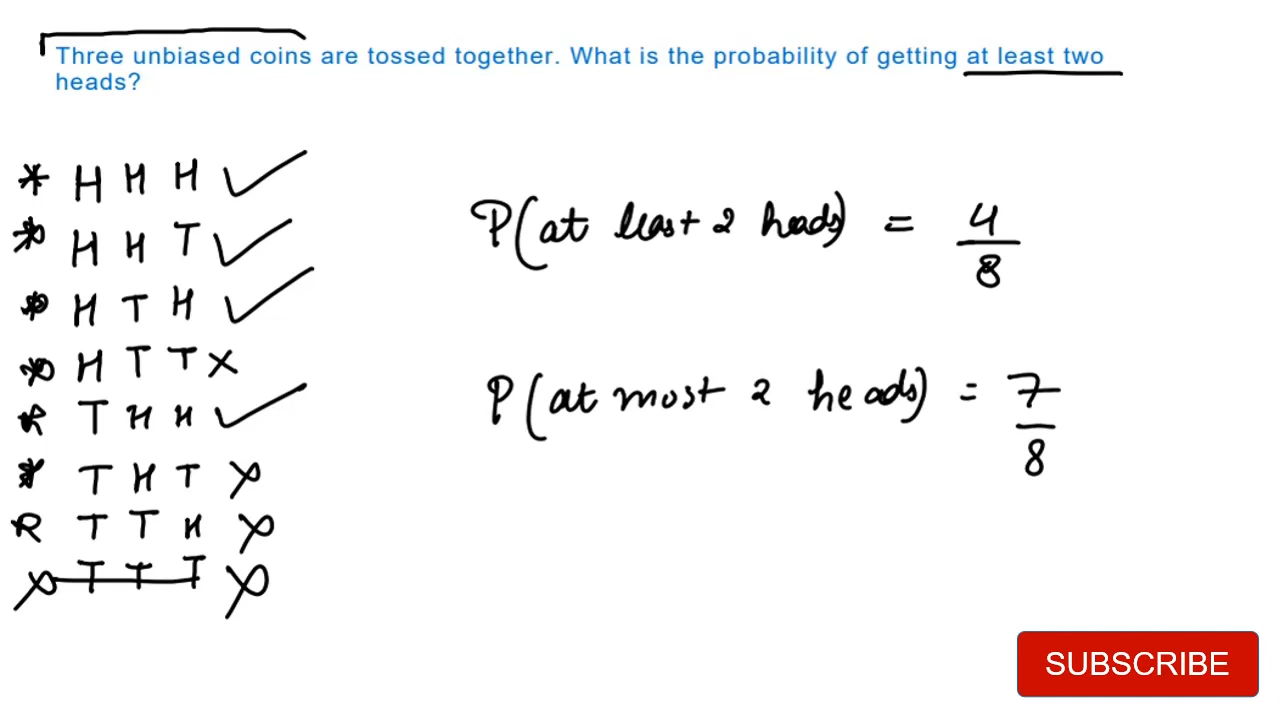 Three unbiased coins are tossed together. What is the probability of getting at least two
heads?
* H H H ✓
* H H T ✓
* H T H ✓
* H T T ×
* T H H ✓
* T H T ×
* T T H ×
× T T T ×
P(at least 2 heads) = 4/8
P(at most 2 heads) = 7/8
SUBSCRIBE